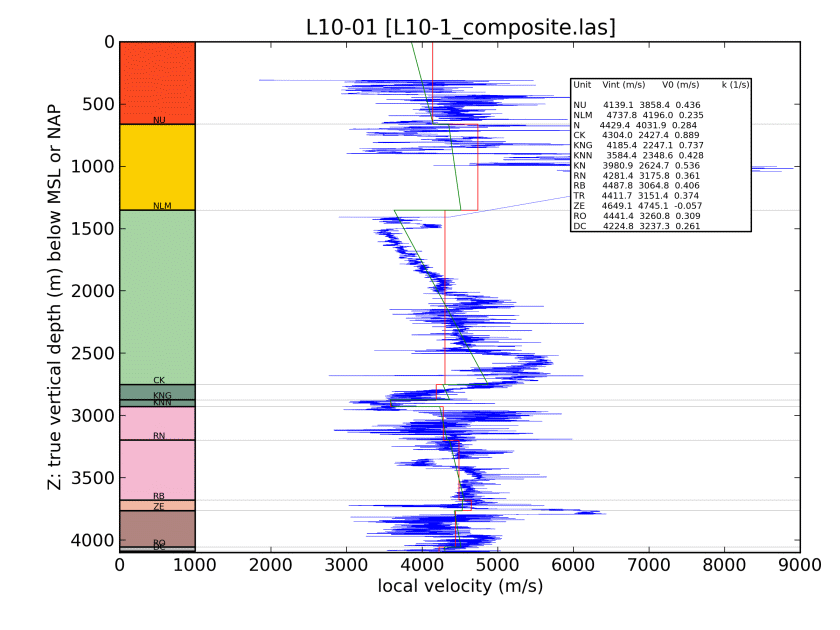 L10-01 [L10-1_composite.las]
Z: true vertical depth (m) below MSL or NAP
0
500
1000
1500
2000
2500
3000
3500
4000
NU
NLM
CK
KNG
KNN
RN
RB
ZE
RO
DC
Unit Vint (m/s) V0 (m/s) k (1/s)
NU 4139.1 3858.4 0.436
NLM 4737.8 4196.0 0.235
N 4429.4 4031.9 0.284
CK 4304.0 2427.4 0.889
KNG 4185.4 2247.1 0.737
KNN 3584.4 2348.6 0.428
KN 3980.9 2624.7 0.536
RN 4281.4 3175.8 0.361
RB 4487.8 3064.8 0.406
TR 4411.7 3151.4 0.374
ZE 4649.1 4745.1 -0.057
RO 4441.4 3260.8 0.309
DC 4224.8 3237.3 0.261
0 1000 2000 3000 4000 5000 6000 7000 8000 9000
local velocity (m/s)